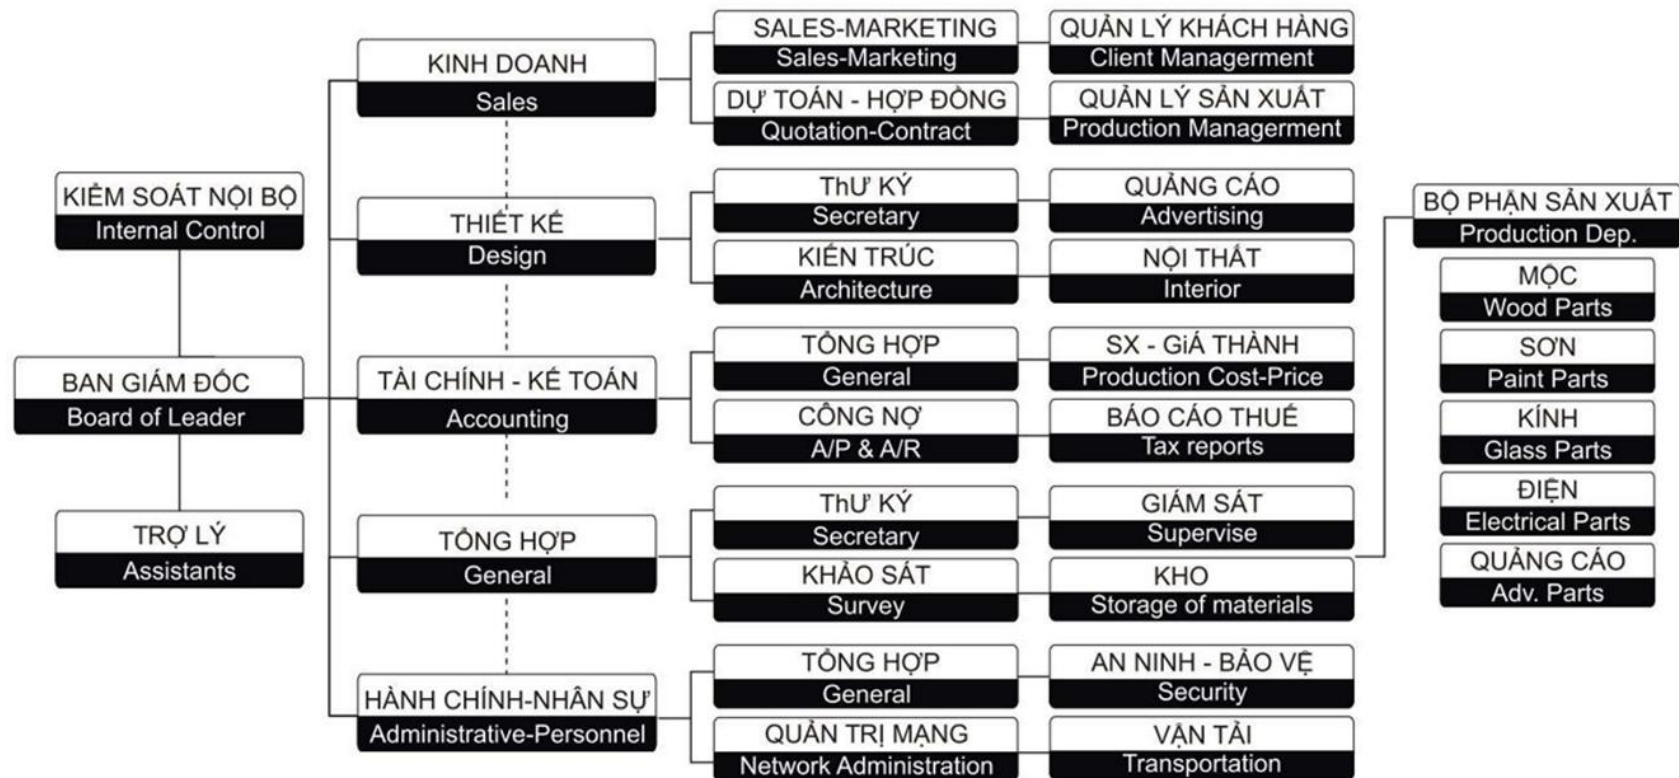 KIỂM SOÁT NỘI BỘ
Internal Control
BAN GIÁM ĐỐC
Board of Leader
TRỢ LÝ
Assistants
KINH DOANH
Sales
SALES-MARKETING
Sales-Marketing
QUẢN LÝ KHÁCH HÀNG
Client Managerment
DỰ TOÁN - HỢP ĐỒNG
Quotation-Contract
QUẢN LÝ SẢN XUẤT
Production Managerment
THIẾT KẾ
Design
ThƯ KÝ
Secretary
QUẢNG CÁO
Advertising
KIẾN TRÚC
Architecture
NỘI THẤT
Interior
TÀI CHÍNH - KẾ TOÁN
Accounting
TỔNG HỢP
General
SX - GiÁ THÀNH
Production Cost-Price
CÔNG NỢ
A/P & A/R
BÁO CÁO THUẾ
Tax reports
TỔNG HỢP
General
ThƯ KÝ
Secretary
GIÁM SÁT
Supervise
KHẢO SÁT
Survey
KHO
Storage of materials
HÀNH CHÍNH-NHÂN SỰ
Administrative-Personnel
TỔNG HỢP
General
AN NINH - BẢO VỆ
Security
QUẢN TRỊ MẠNG
Network Administration
VẬN TẢI
Transportation
BỘ PHẬN SẢN XUẤT
Production Dep.
MỘC
Wood Parts
SƠN
Paint Parts
KÍNH
Glass Parts
ĐIỆN
Electrical Parts
QUẢNG CÁO
Adv. Parts